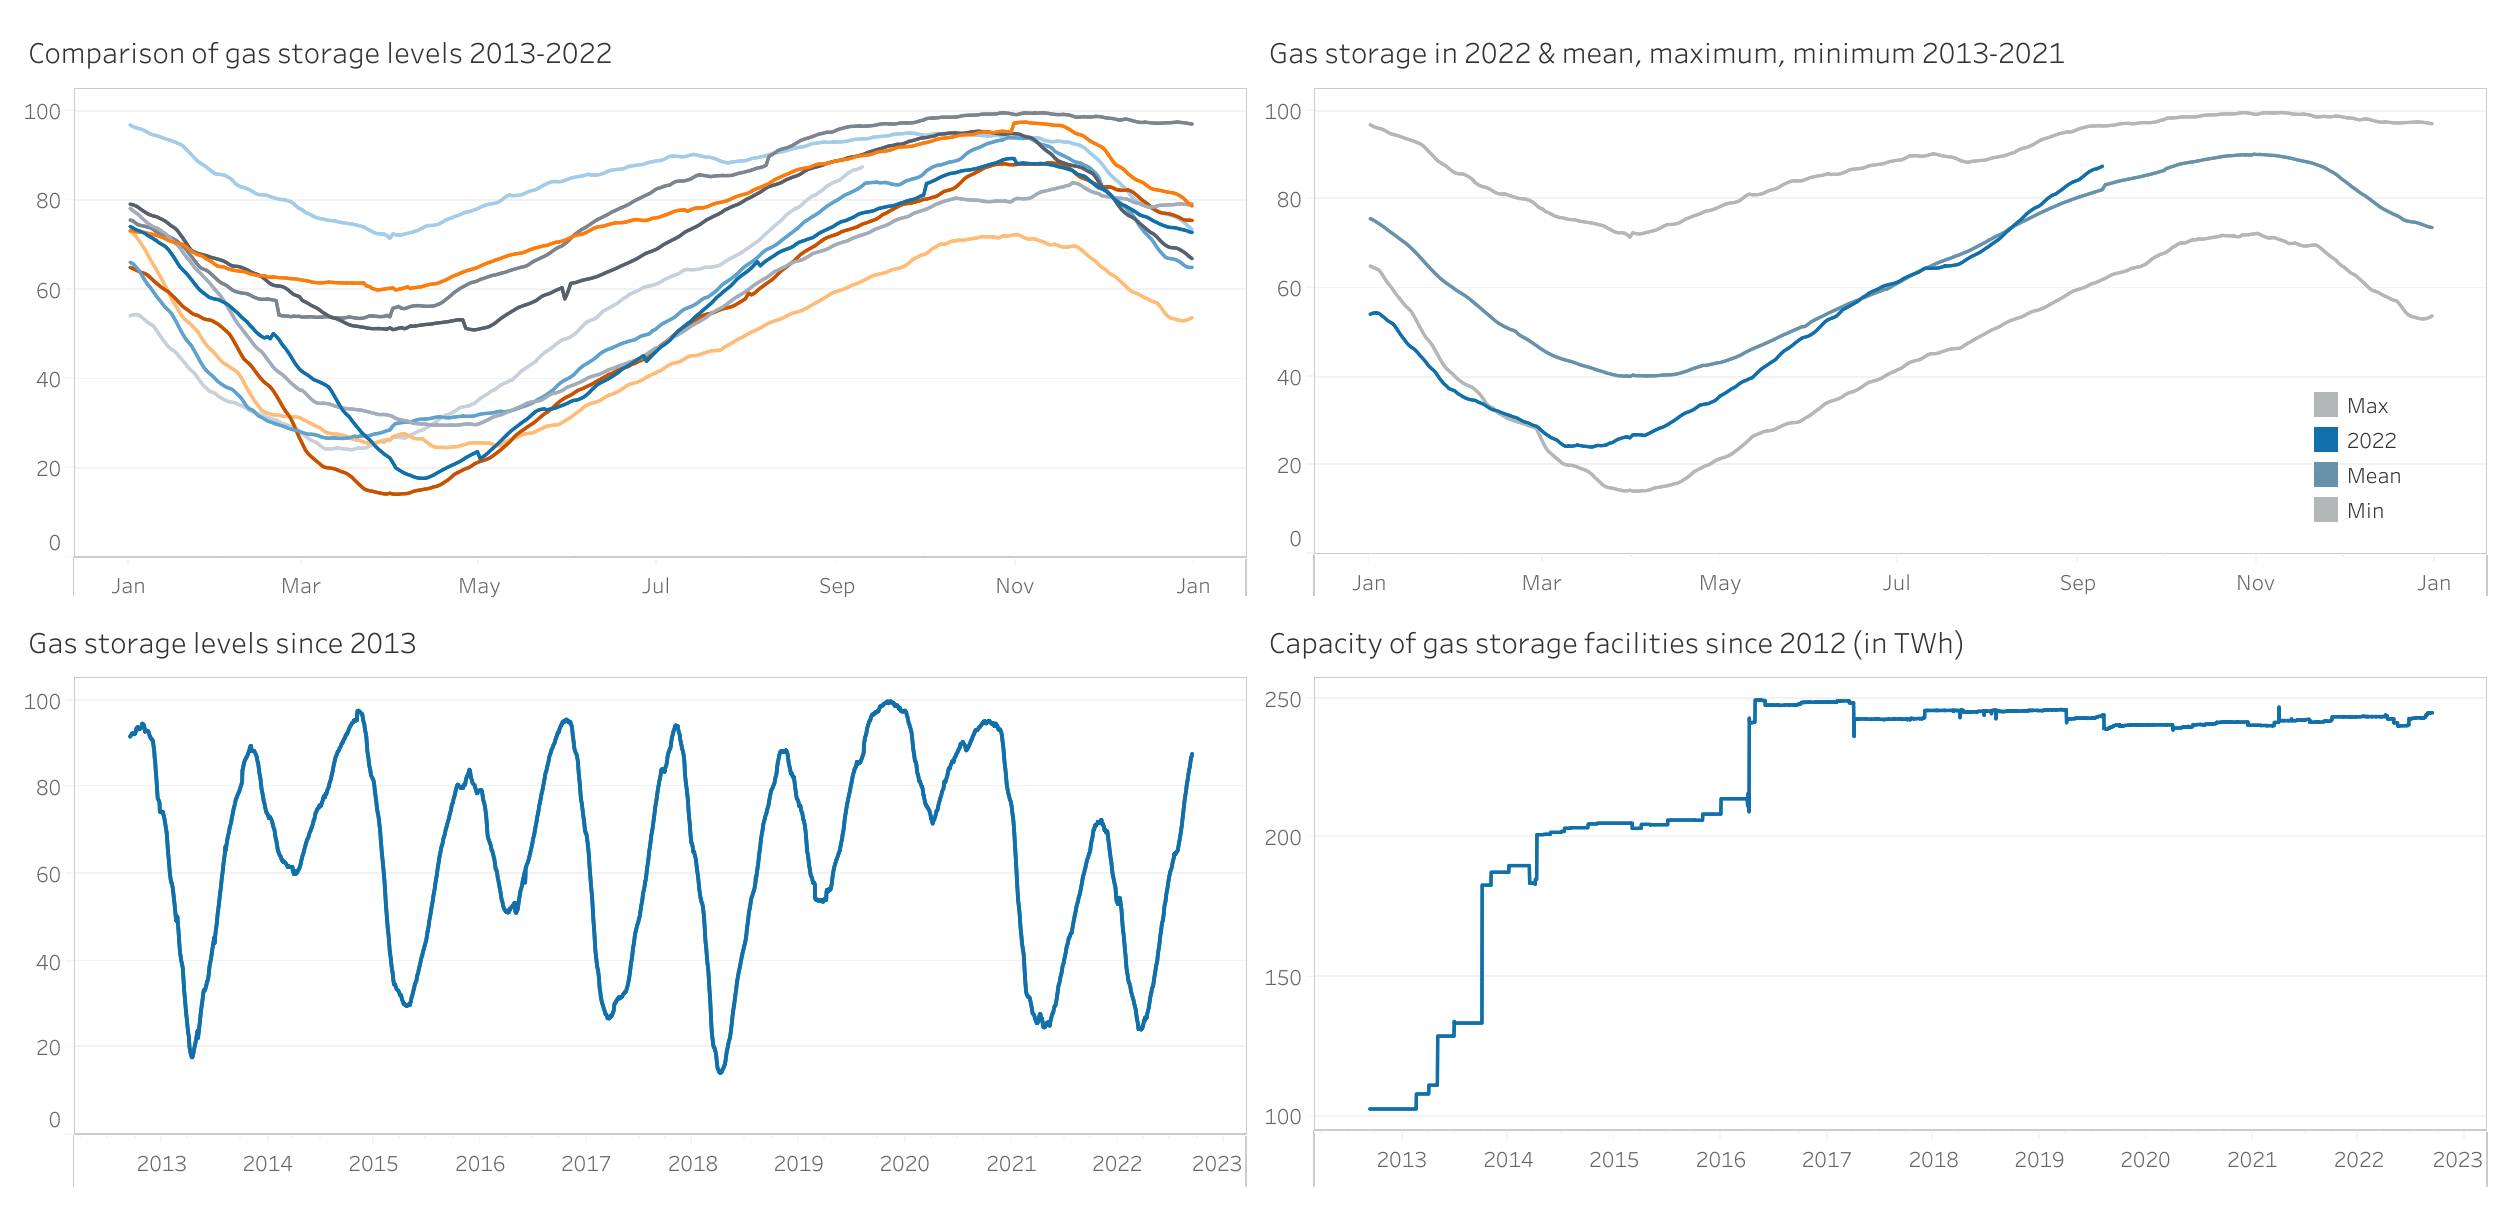 Comparison of gas storage levels 2013-2022
100
80
60
40
20
0
Jan Mar May Jul Sep Nov Jan
Gas storage in 2022 & mean, maximum, minimum 2013-2021
100
80
60
40
20
0
Max
2022
Mean
Min
Jan Mar May Jul Sep Nov Jan
Gas storage levels since 2013
100
80
60
40
20
0
2013 2014 2015 2016 2017 2018 2019 2020 2021 2022 2023
Capacity of gas storage facilities since 2012 (in TWh)
250
200
150
100
2013 2014 2015 2016 2017 2018 2019 2020 2021 2022 2023